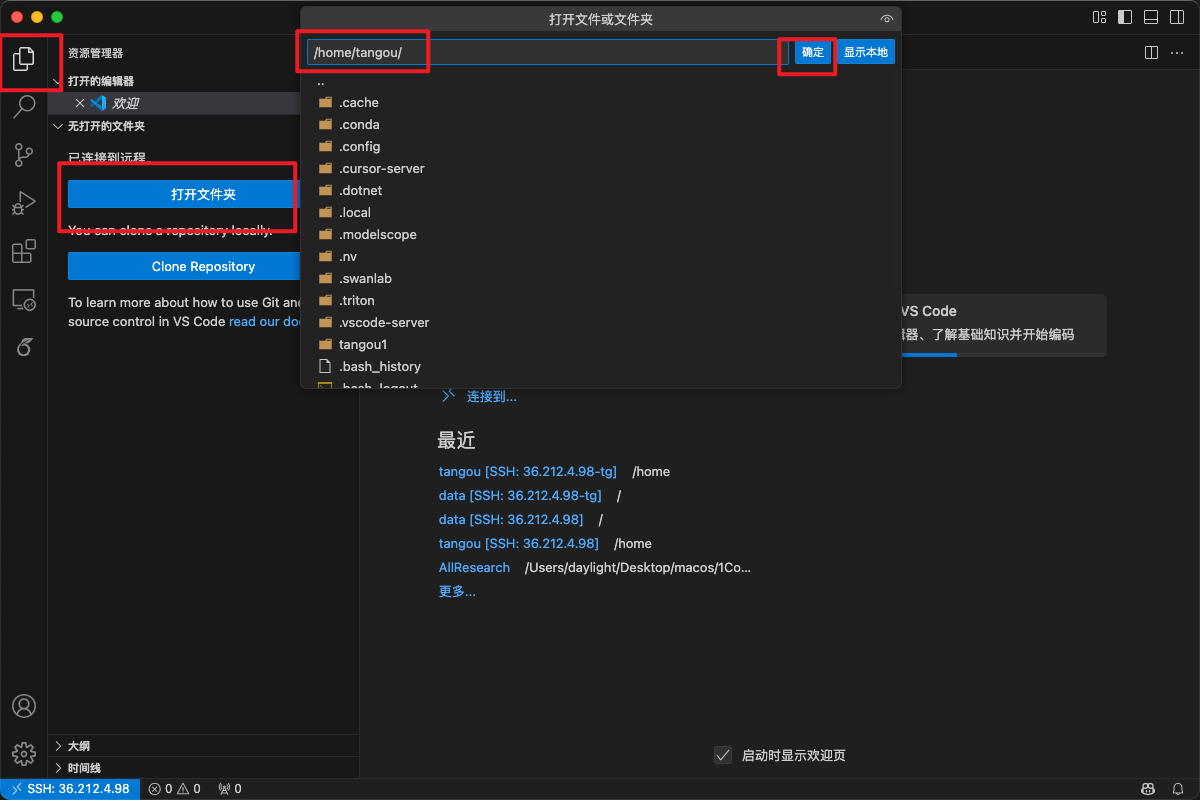 打开文件或文件夹
/home/tangou/
确定
显示本地
..
.cache
.conda
.config
.cursor-server
.dotnet
.local
.modelscope
.nv
.swanlab
.triton
.vscode-server
tangou1
.bash_history
.bash_logout
资源管理器
打开的编辑器
欢迎
无打开的文件夹
已连接到远程。
打开文件夹
You can clone a repository locally.
Clone Repository
To learn more about how to use Git and
source control in VS Code read our do
VS Code
器、了解基础知识并开始编码
连接到...
最近
tangou [SSH: 36.212.4.98-tg] /home
data [SSH: 36.212.4.98-tg] /
data [SSH: 36.212.4.98] /
tangou [SSH: 36.212.4.98] /home
AllResearch /Users/daylight/Desktop/macos/1Co...
更多...
启动时显示欢迎页
大纲
时间线
SSH: 36.212.4.98 0 0 0